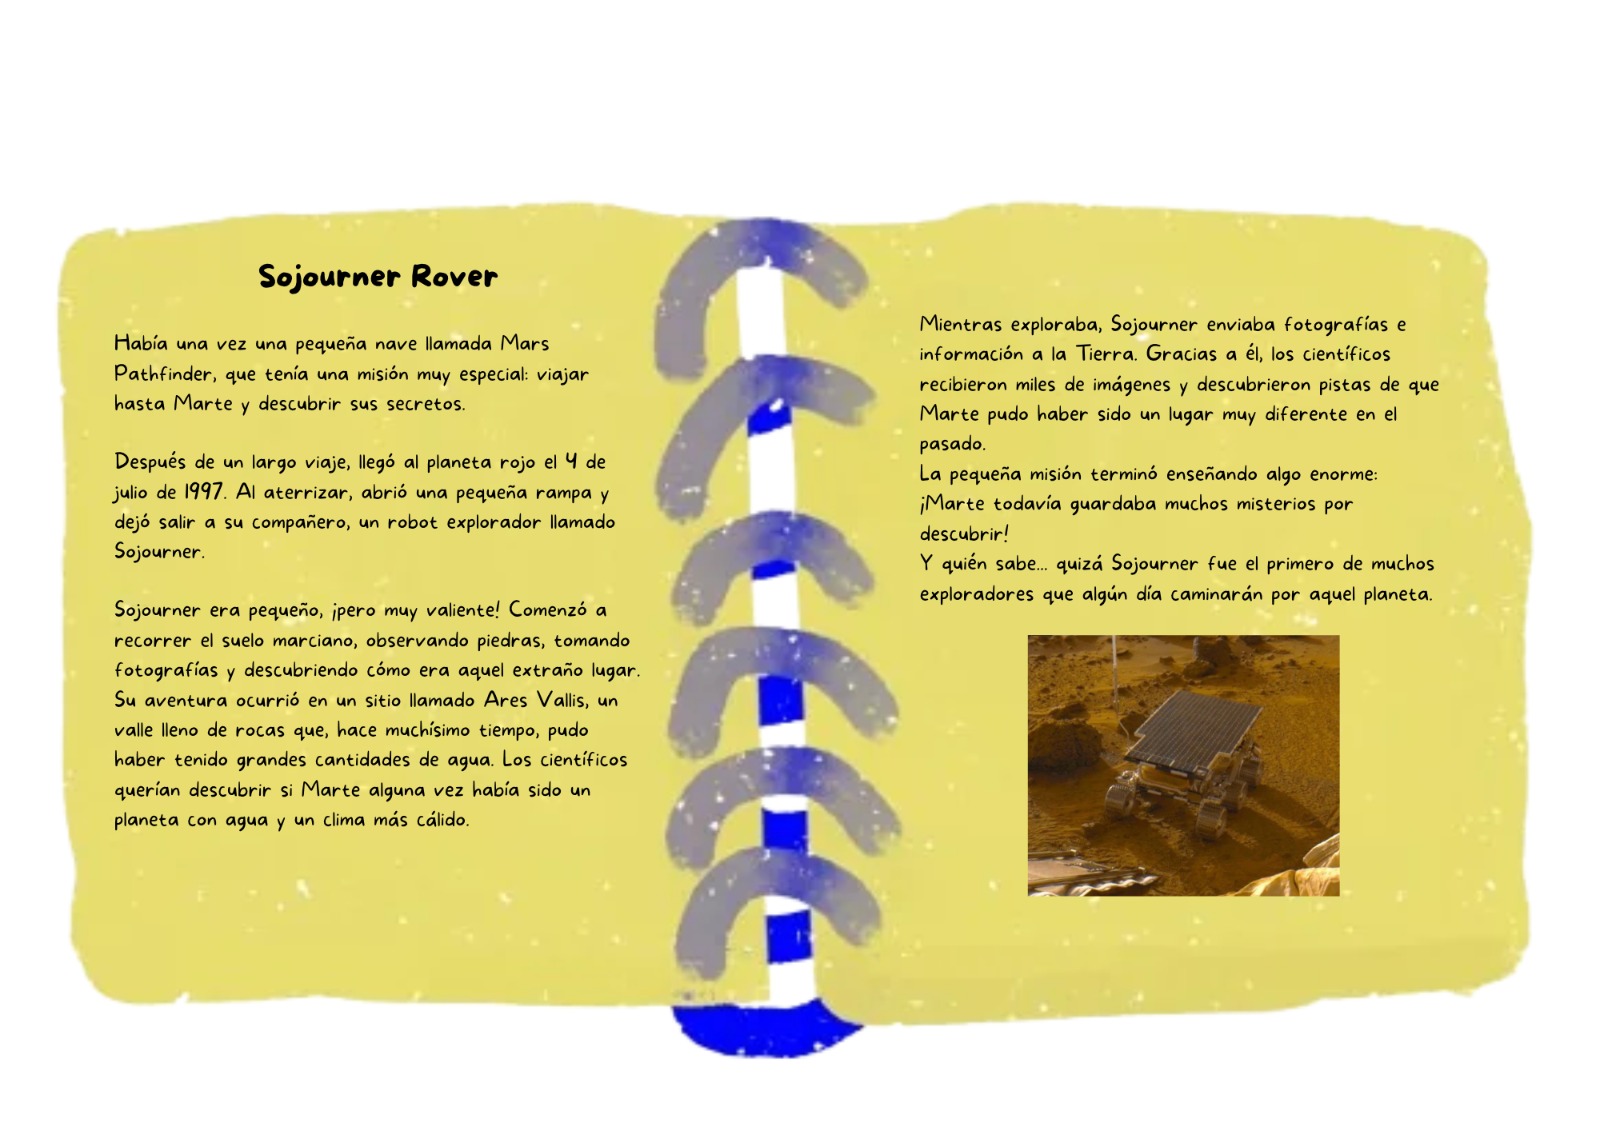 Sojourner Rover
Había una vez una pequeña nave llamada Mars
Pathfinder, que tenía una misión muy especial: viajar
hasta Marte y descubrir sus secretos.
Después de un largo viaje, llegó al planeta rojo el 4 de
julio de 1997. Al aterrizar, abrió una pequeña rampa y
dejó salir a su compañero, un robot explorador llamado
Sojourner.
Sojourner era pequeño, ¡pero muy valiente! Comenzó a
recorrer el suelo marciano, observando piedras, tomando
fotografías y descubriendo cómo era aquel extraño lugar.
Su aventura ocurrió en un sitio llamado Ares Vallis, un
valle lleno de rocas que, hace muchísimo tiempo, pudo
haber tenido grandes cantidades de agua. Los científicos
querían descubrir si Marte alguna vez había sido un
planeta con agua y un clima más cálido.
Mientras exploraba, Sojourner enviaba fotografías e
información a la Tierra. Gracias a él, los científicos
recibieron miles de imágenes y descubrieron pistas de que
Marte pudo haber sido un lugar muy diferente en el
pasado.
La pequeña misión terminó enseñando algo enorme:
¡Marte todavía guardaba muchos misterios por
descubrir!
Y quién sabe... quizá Sojourner fue el primero de muchos
exploradores que algún día caminarán por aquel planeta.